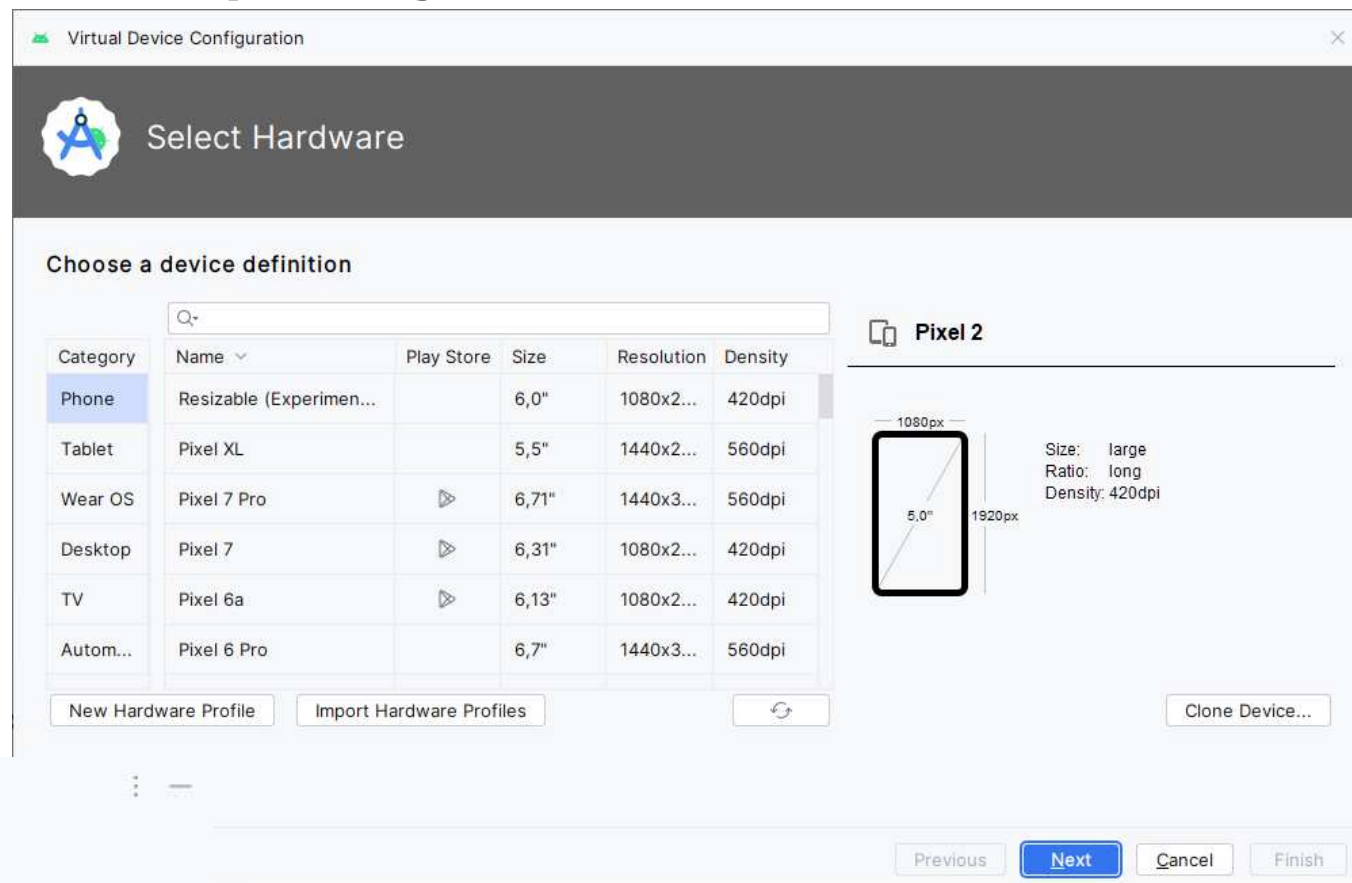 Virtual Device Configuration
Select Hardware
Choose a device definition
Category Name Play Store Size Resolution Density
Phone Resizable (Experimen... 6,0" 1080x2... 420dpi
Tablet Pixel XL 5,5" 1440x2... 560dpi
Wear OS Pixel 7 Pro 6,71" 1440x3... 560dpi
Desktop Pixel 7 6,31" 1080x2... 420dpi
TV Pixel 6a 6,13" 1080x2... 420dpi
Autom... Pixel 6 Pro 6,7" 1440x3... 560dpi
New Hardware Profile Import Hardware Profiles
Pixel 2
1080px
5,0" 1920px
Size: large
Ratio: long
Density: 420dpi
Clone Device...
Previous Next Cancel Finish